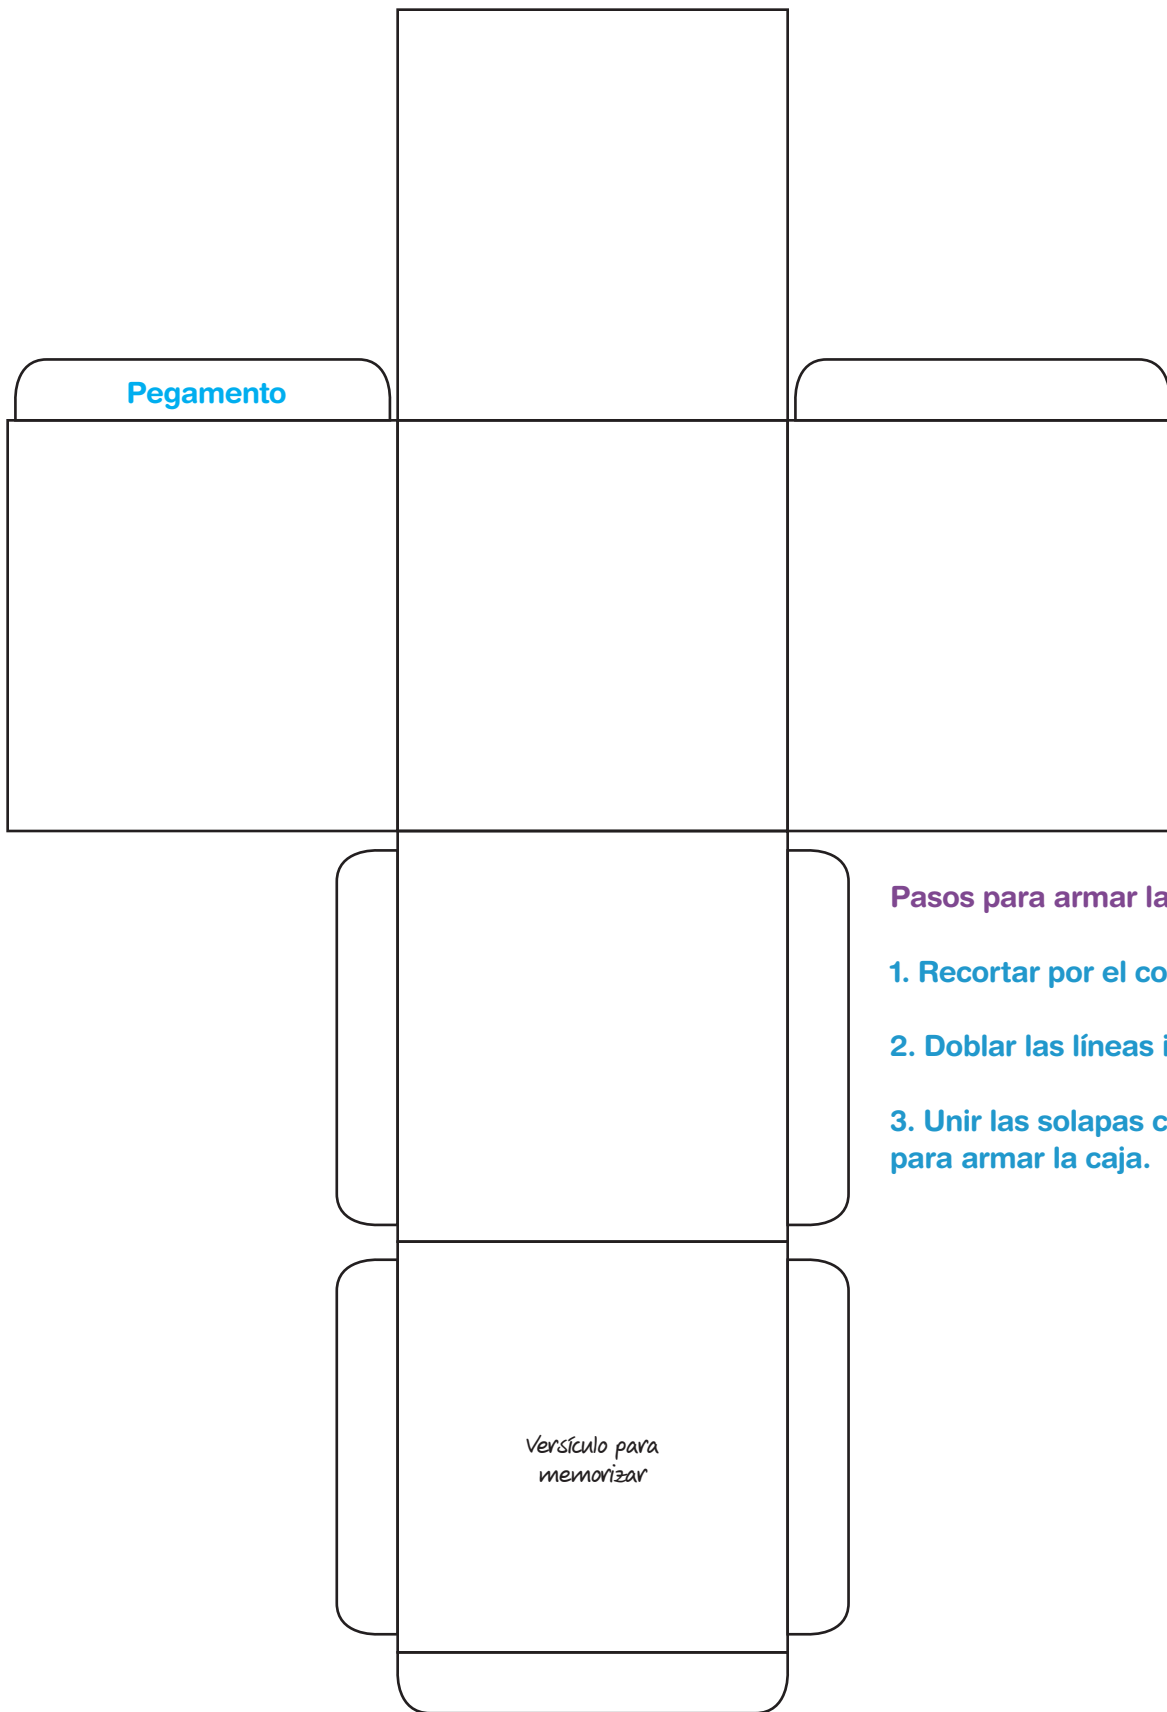 Pegamento
Pasos para armar la
1. Recortar por el co
2. Doblar las líneas i
3. Unir las solapas c
para armar la caja.
Versículo para
memorizar